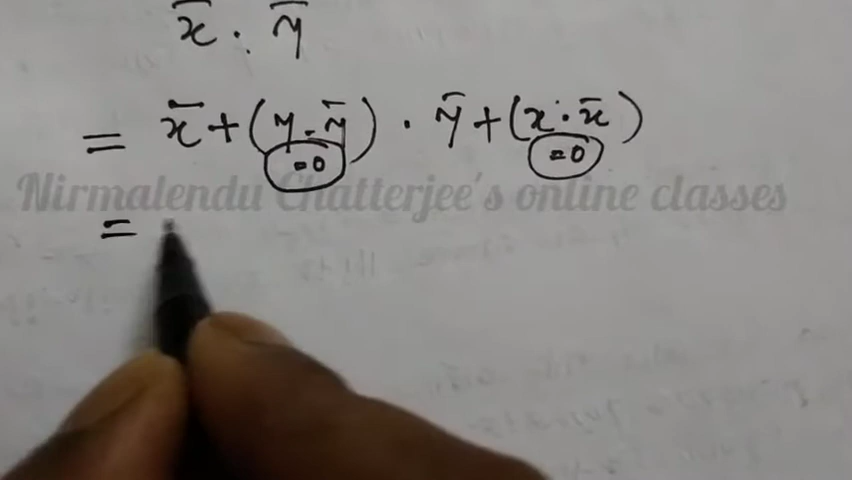 x̄ . ȳ
= x̄ + (y . ȳ) . ȳ + (x . x̄)
=0 =0
Nirmalendu Chatterjee's online classes
=